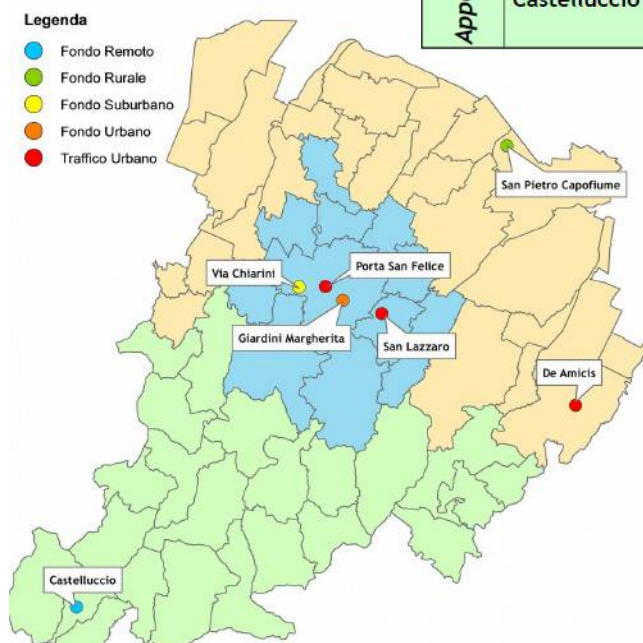 Legenda
Fondo Remoto
Fondo Rurale
Fondo Suburbano
Fondo Urbano
Traffico Urbano
Castelluccio
San Pietro Capofiume
Via Chiarini
Porta San Felice
Giardini Margherita
San Lazzaro
De Amicis
Castelluccio